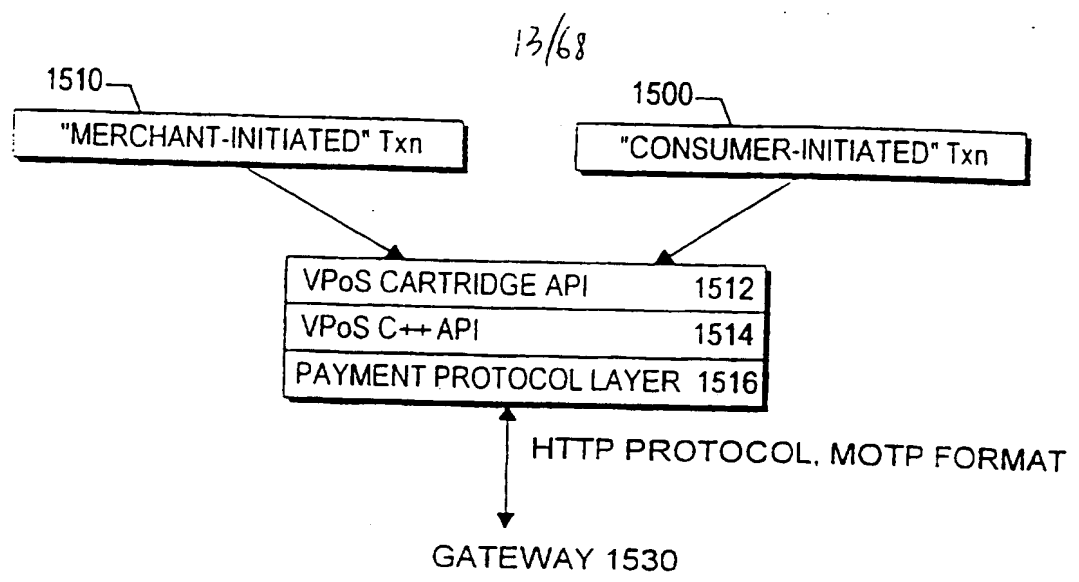 13/68
1510
1500
"MERCHANT-INITIATED" Txn
"CONSUMER-INITIATED" Txn
VPoS CARTRIDGE API 1512
VPoS C++ API 1514
PAYMENT PROTOCOL LAYER 1516
HTTP PROTOCOL, MOTP FORMAT
GATEWAY 1530